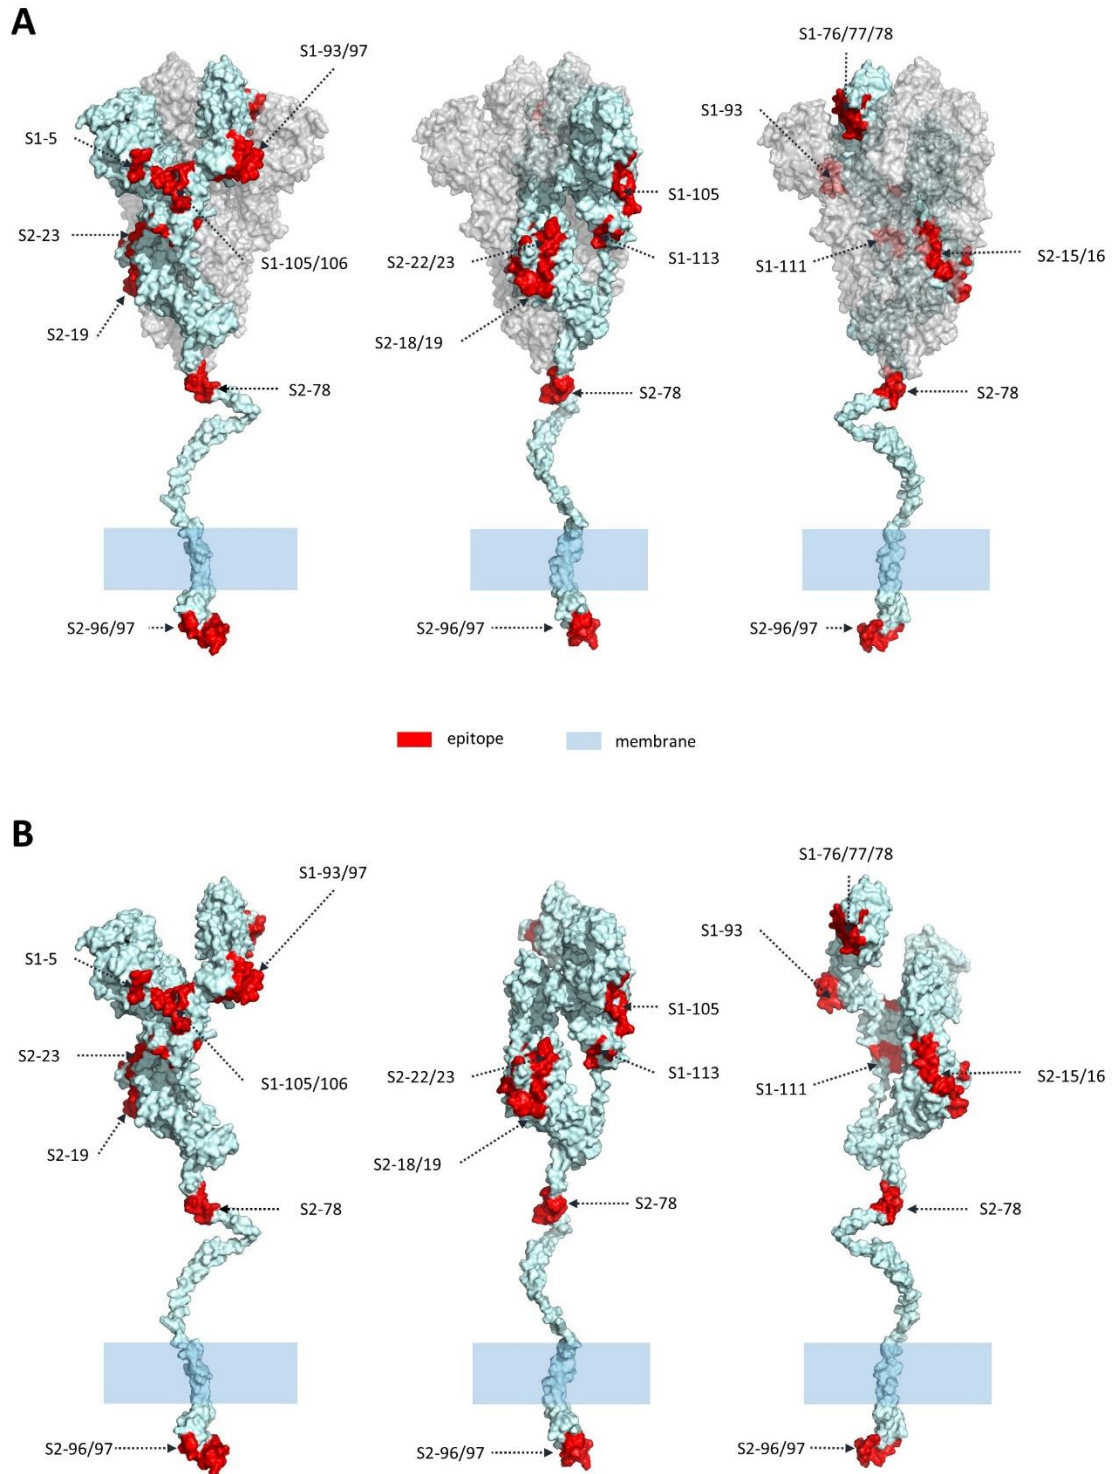 A
S1-93/97
S1-5
S2-23
S1-105/106
S2-19
S2-78
S2-96/97
S1-105
S2-22/23
S1-113
S2-18/19
S2-78
S2-96/97
S1-76/77/78
S1-93
S1-111
S2-15/16
S2-78
S2-96/97
epitope
membrane
B
S1-93/97
S1-5
S2-23
S1-105/106
S2-19
S2-78
S2-96/97
S1-105
S2-22/23
S1-113
S2-18/19
S2-78
S2-96/97
S1-76/77/78
S1-93
S1-111
S2-15/16
S2-78
S2-96/97